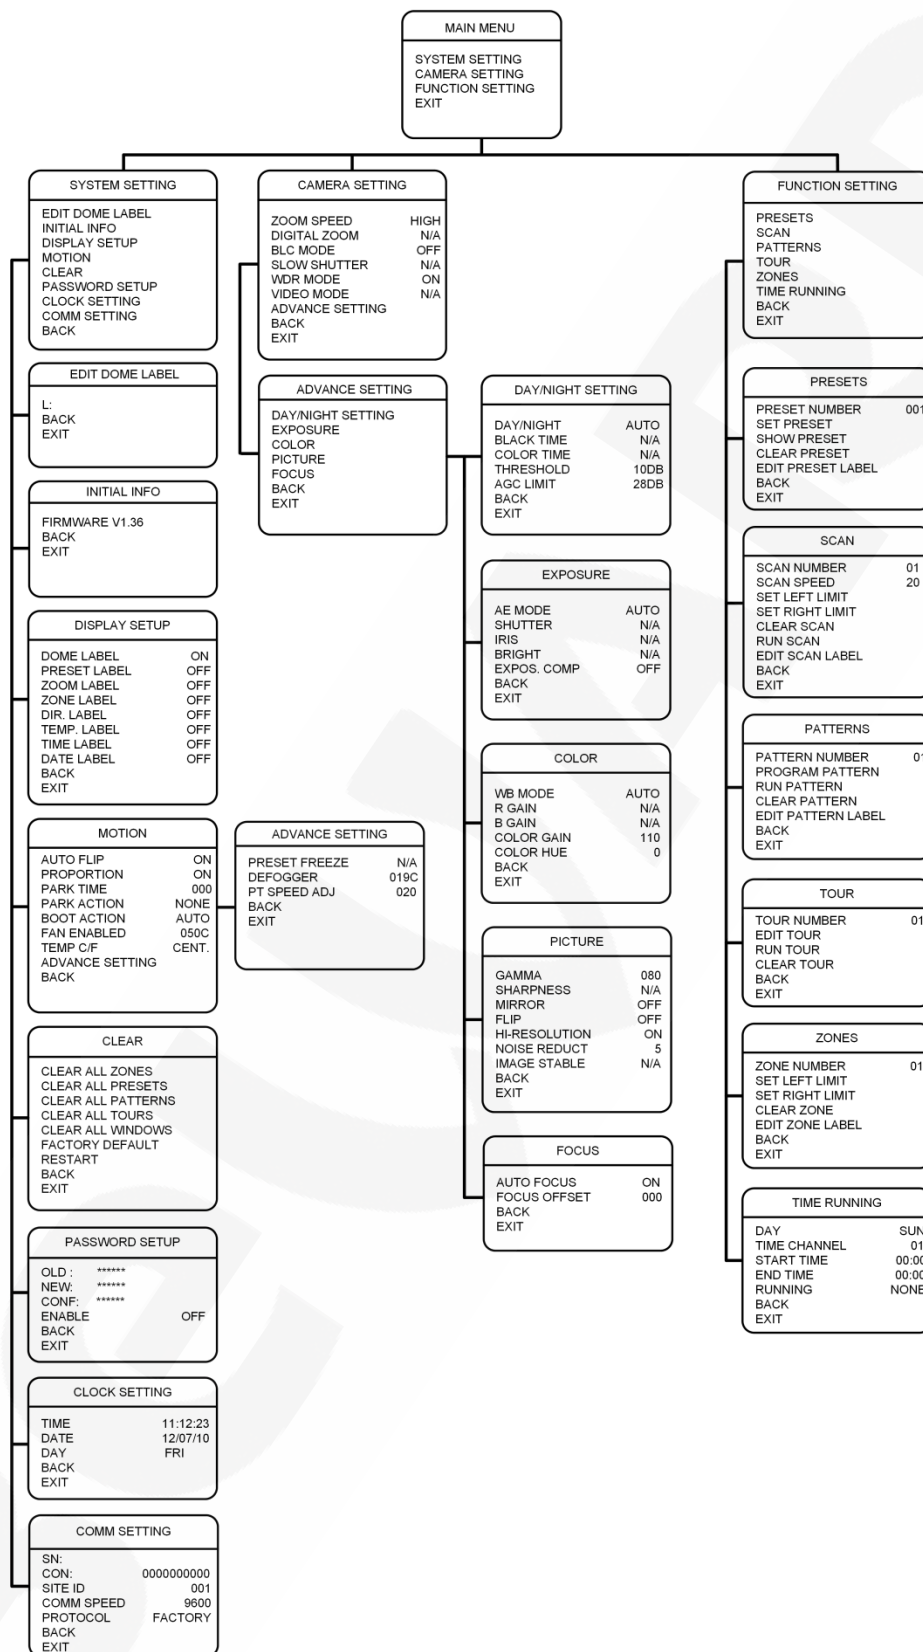 MAIN MENU
SYSTEM SETTING
CAMERA SETTING
FUNCTION SETTING
EXIT
SYSTEM SETTING
EDIT DOME LABEL
INITIAL INFO
DISPLAY SETUP
MOTION
CLEAR
PASSWORD SETUP
CLOCK SETTING
COMM SETTING
BACK
EDIT DOME LABEL
L:
BACK
EXIT
INITIAL INFO
FIRMWARE V1.36
BACK
EXIT
DISPLAY SETUP
DOME LABEL ON
PRESET LABEL OFF
ZOOM LABEL OFF
ZONE LABEL OFF
DIR. LABEL OFF
TEMP. LABEL OFF
TIME LABEL OFF
DATE LABEL OFF
BACK
EXIT
MOTION
AUTO FLIP ON
PROPORTION ON
PARK TIME 000
PARK ACTION NONE
BOOT ACTION AUTO
FAN ENABLED 050C
TEMP C/F CENT.
ADVANCE SETTING
BACK
ADVANCE SETTING
PRESET FREEZE N/A
DEFOGGER 019C
PT SPEED ADJ 020
BACK
EXIT
CLEAR
CLEAR ALL ZONES
CLEAR ALL PRESETS
CLEAR ALL PATTERNS
CLEAR ALL TOURS
CLEAR ALL WINDOWS
FACTORY DEFAULT
RESTART
BACK
EXIT
PASSWORD SETUP
OLD : ******
NEW: ******
CONF: ******
ENABLE OFF
BACK
EXIT
CLOCK SETTING
TIME 11:12:23
DATE 12/07/10
DAY FRI
BACK
EXIT
COMM SETTING
SN:
CON: 0000000000
SITE ID 001
COMM SPEED 9600
PROTOCOL FACTORY
BACK
EXIT
CAMERA SETTING
ZOOM SPEED HIGH
DIGITAL ZOOM N/A
BLC MODE OFF
SLOW SHUTTER N/A
WDR MODE ON
VIDEO MODE N/A
ADVANCE SETTING
BACK
EXIT
ADVANCE SETTING
DAY/NIGHT SETTING
EXPOSURE
COLOR
PICTURE
FOCUS
BACK
EXIT
DAY/NIGHT SETTING
DAY/NIGHT AUTO
BLACK TIME N/A
COLOR TIME N/A
THRESHOLD 10DB
AGC LIMIT 28DB
BACK
EXIT
EXPOSURE
AE MODE AUTO
SHUTTER N/A
IRIS N/A
BRIGHT N/A
EXPOS. COMP OFF
BACK
EXIT
COLOR
WB MODE AUTO
R GAIN N/A
B GAIN N/A
COLOR GAIN 110
COLOR HUE 0
BACK
EXIT
PICTURE
GAMMA 080
SHARPNESS N/A
MIRROR OFF
FLIP OFF
HI-RESOLUTION ON
NOISE REDUCT 5
IMAGE STABLE N/A
BACK
EXIT
FOCUS
AUTO FOCUS ON
FOCUS OFFSET 000
BACK
EXIT
FUNCTION SETTING
PRESETS
SCAN
PATTERNS
TOUR
ZONES
TIME RUNNING
BACK
EXIT
PRESETS
PRESET NUMBER 001
SET PRESET
SHOW PRESET
CLEAR PRESET
EDIT PRESET LABEL
BACK
EXIT
SCAN
SCAN NUMBER 01
SCAN SPEED 20
SET LEFT LIMIT
SET RIGHT LIMIT
CLEAR SCAN
RUN SCAN
EDIT SCAN LABEL
BACK
EXIT
PATTERNS
PATTERN NUMBER 01
PROGRAM PATTERN
RUN PATTERN
CLEAR PATTERN
EDIT PATTERN LABEL
BACK
EXIT
TOUR
TOUR NUMBER 01
EDIT TOUR
RUN TOUR
CLEAR TOUR
BACK
EXIT
ZONES
ZONE NUMBER 01
SET LEFT LIMIT
SET RIGHT LIMIT
CLEAR ZONE
EDIT ZONE LABEL
BACK
EXIT
TIME RUNNING
DAY SUN
TIME CHANNEL 01
START TIME 00:00
END TIME 00:00
RUNNING NONE
BACK
EXIT